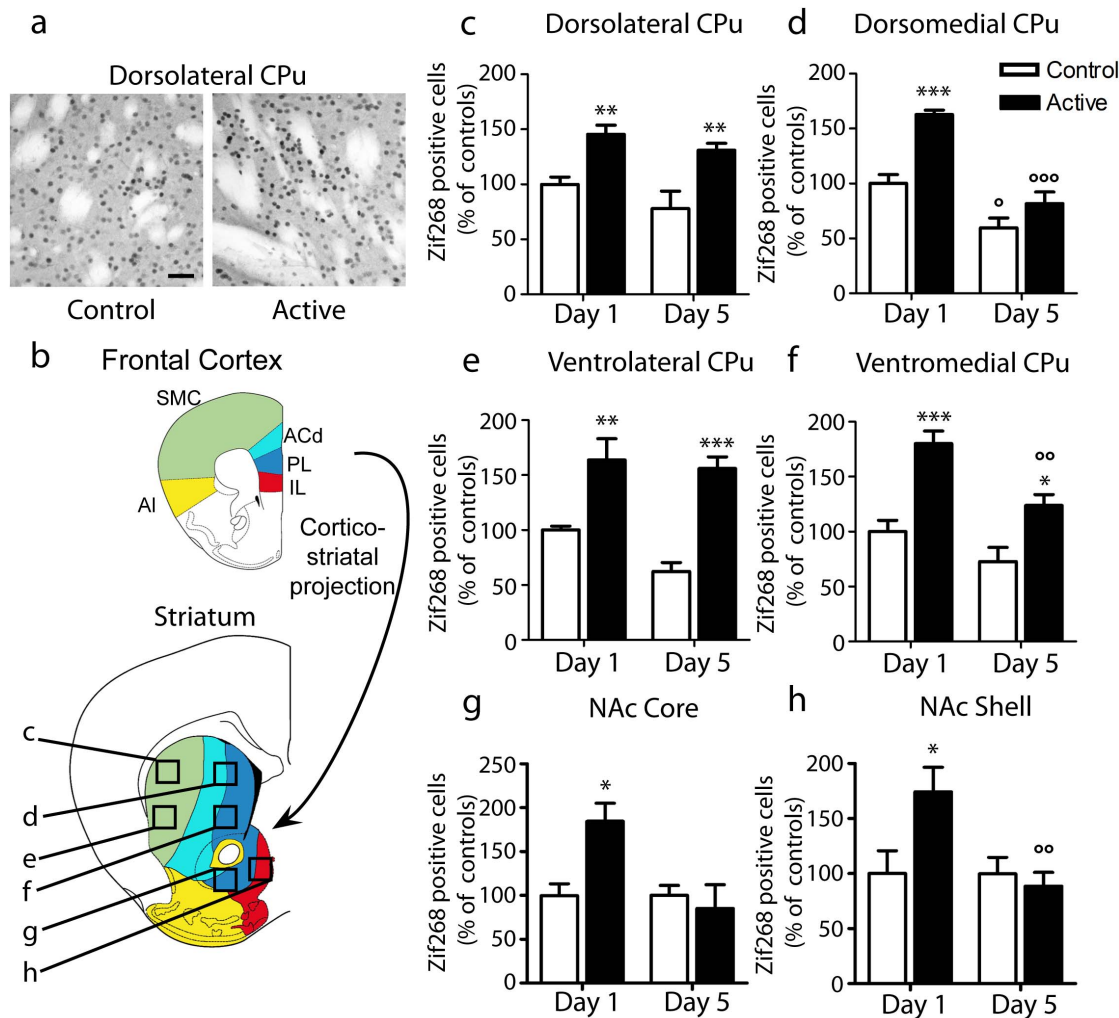 a
Dorsolateral CPu
Control
Active
b
Frontal Cortex
SMC
ACd
PL
IL
AI
Cortico-
striatal
projection
Striatum
c
d
e
f
g
h
c
Dorsolateral CPu
Zif268 positive cells
(% of controls)
200
150
100
50
0
**
**
Day 1
Day 5
d
Dorsomedial CPu
Zif268 positive cells
(% of controls)
200
150
100
50
0
***
°
°°°
Control
Active
Day 1
Day 5
e
Ventrolateral CPu
Zif268 positive cells
(% of controls)
200
150
100
50
0
**
***
Day 1
Day 5
f
Ventromedial CPu
Zif268 positive cells
(% of controls)
200
150
100
50
0
***
°°
*
Day 1
Day 5
g
NAc Core
Zif268 positive cells
(% of controls)
250
200
150
100
50
0
*
Day 1
Day 5
h
NAc Shell
Zif268 positive cells
(% of controls)
200
150
100
50
0
*
°°
Day 1
Day 5